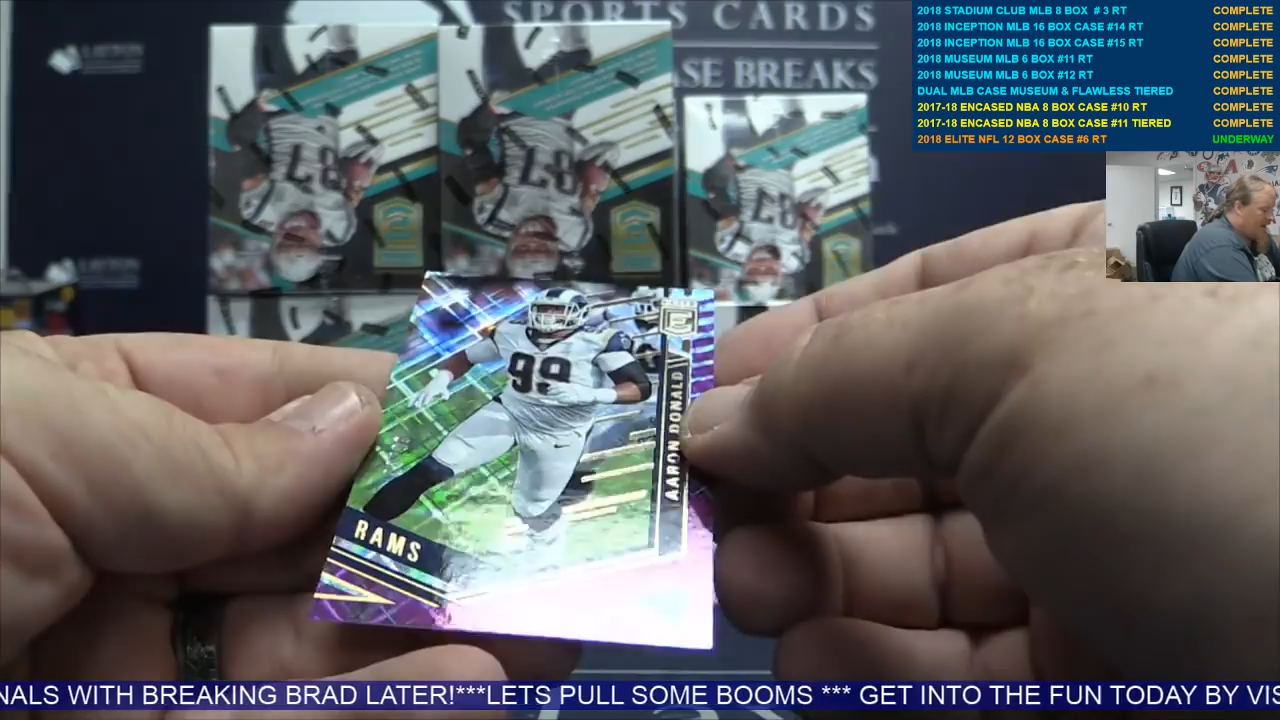 SPORTS CARDS
SE BREAKS
2018 STADIUM CLUB MLB 8 BOX # 3 RT COMPLETE
2018 INCEPTION MLB 16 BOX CASE #14 RT COMPLETE
2018 INCEPTION MLB 16 BOX CASE #15 RT COMPLETE
2018 MUSEUM MLB 6 BOX #11 RT COMPLETE
2018 MUSEUM MLB 6 BOX #12 RT COMPLETE
DUAL MLB CASE MUSEUM & FLAWLESS TIERED COMPLETE
2017-18 ENCASED NBA 8 BOX CASE #10 RT COMPLETE
2017-18 ENCASED NBA 8 BOX CASE #11 TIERED COMPLETE
2018 ELITE NFL 12 BOX CASE #6 RT UNDERWAY
87
87
87
E
99
AARON DONALD
RAMS
NALS WITH BREAKING BRAD LATER!***LETS PULL SOME BOOMS *** GET INTO THE FUN TODAY BY VIS